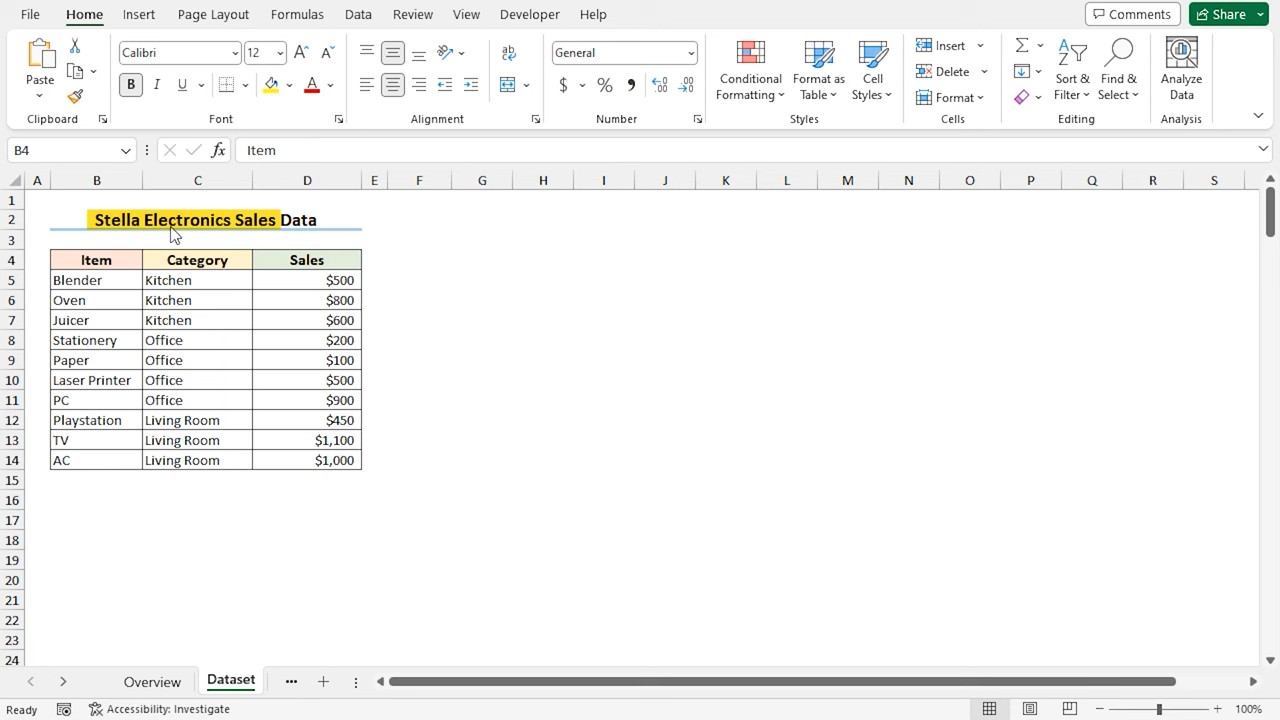 File Home Insert Page Layout Formulas Data Review View Developer Help Comments Share
Calibri 12 General
Paste B I U $ % Conditional Formatting Format as Table Cell Styles Insert Delete Format Sort & Filter Find & Select Analyze Data
Clipboard Font Alignment Number Styles Cells Editing Analysis
B4 fx Item
A B C D E F G H I J K L M N O P Q R S
1
2 Stella Electronics Sales Data
3
4 Item Category Sales
5 Blender Kitchen $500
6 Oven Kitchen $800
7 Juicer Kitchen $600
8 Stationery Office $200
9 Paper Office $100
10 Laser Printer Office $500
11 PC Office $900
12 Playstation Living Room $450
13 TV Living Room $1,100
14 AC Living Room $1,000
15
16
17
18
19
20
21
22
23
24
Overview Dataset
Ready Accessibility: Investigate 100%